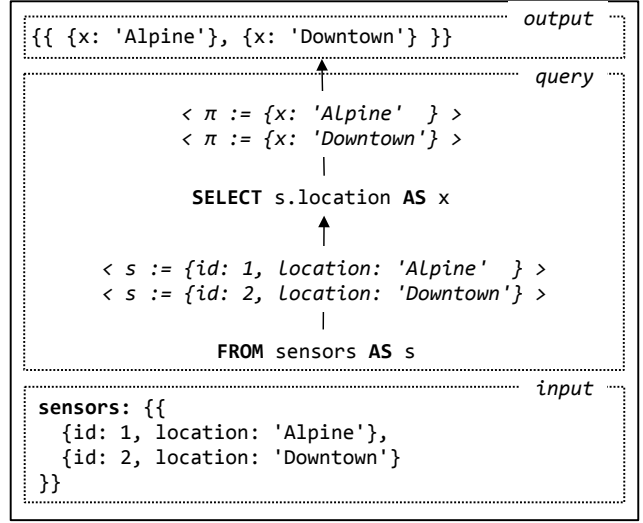 output
{{ {x: 'Alpine'}, {x: 'Downtown'} }}
query
< π := {x: 'Alpine'  } >
< π := {x: 'Downtown'} >
SELECT s.location AS x
< s := {id: 1, location: 'Alpine'  } >
< s := {id: 2, location: 'Downtown'} >
FROM sensors AS s
input
sensors: {{
  {id: 1, location: 'Alpine'},
  {id: 2, location: 'Downtown'}
}}